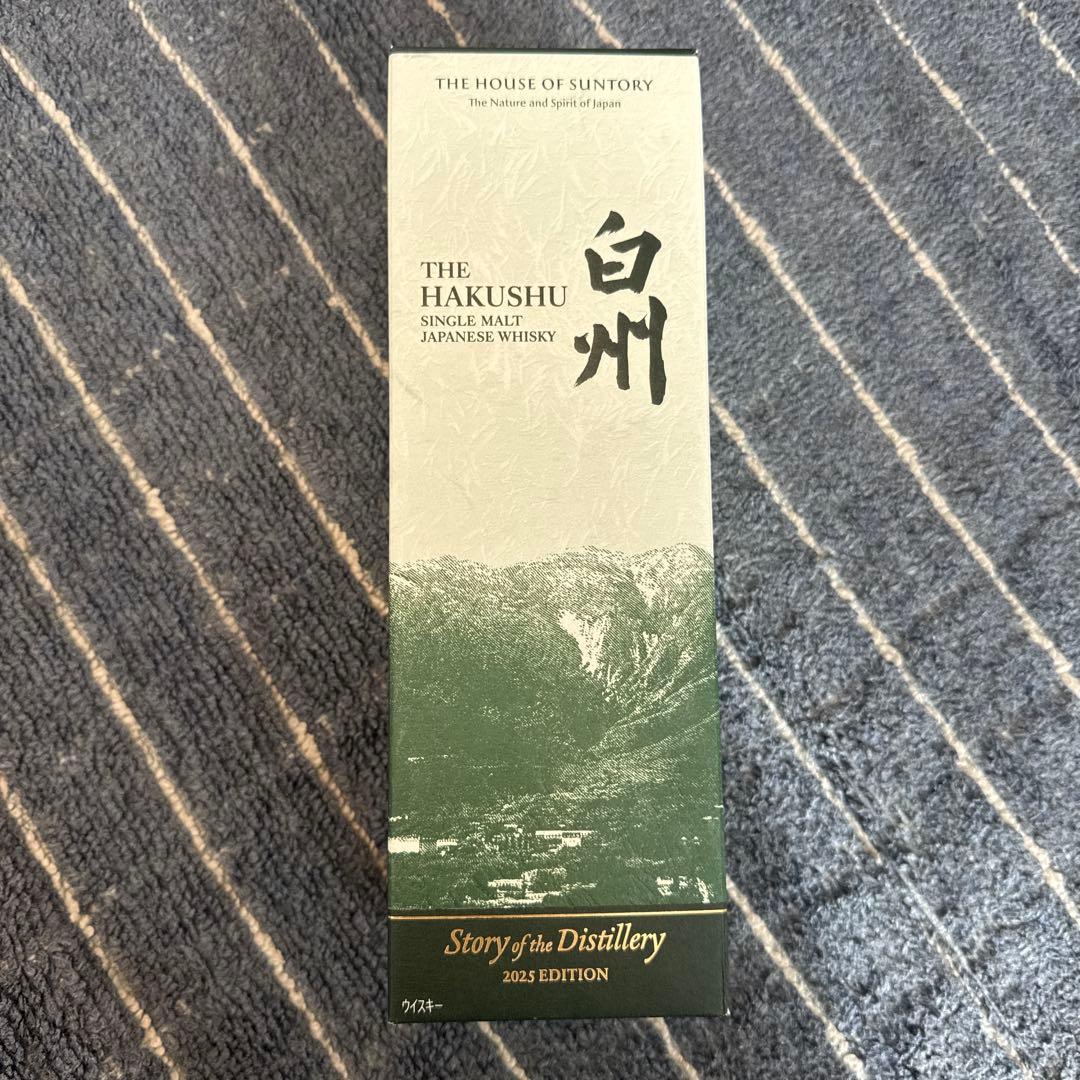 THE HOUSE OF SUNTORY
The Nature and Spirit of Japan
白州
THE
HAKUSHU
SINGLE MALT
JAPANESE WHISKY
Story of the Distillery
2025 EDITION
ウイスキー